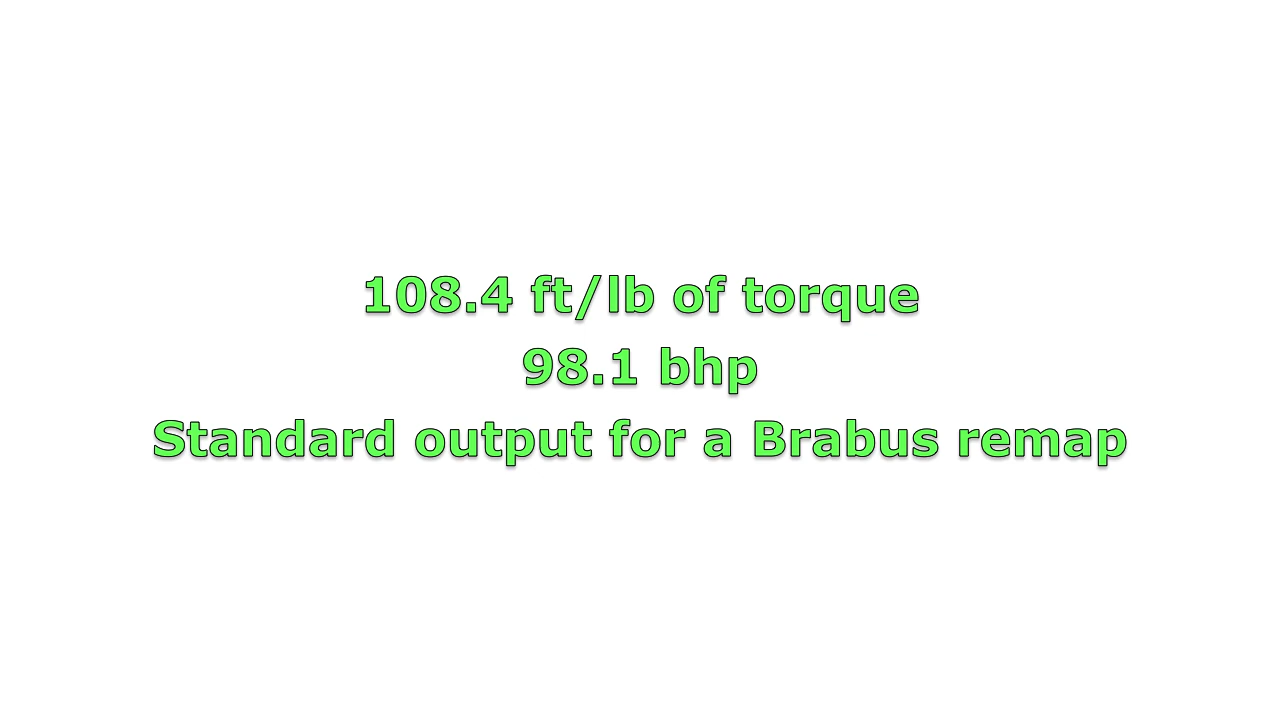 108.4 ft/lb of torque
98.1 bhp
Standard output for a Brabus remap